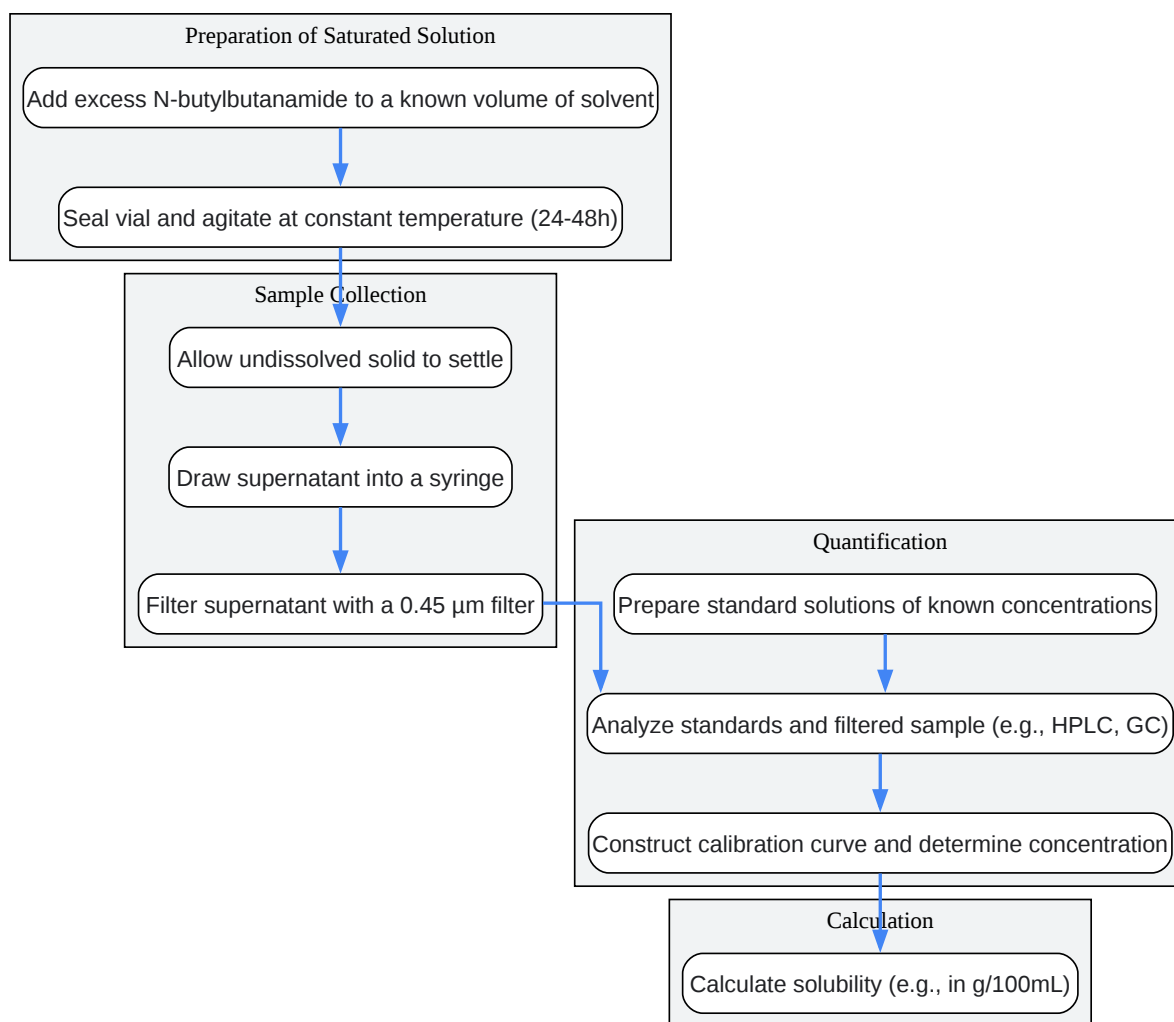 Preparation of Saturated Solution
Add excess N-butylbutanamide to a known volume of solvent
Seal vial and agitate at constant temperature (24-48h)
Sample Collection
Allow undissolved solid to settle
Draw supernatant into a syringe
Filter supernatant with a 0.45 µm filter
Quantification
Prepare standard solutions of known concentrations
Analyze standards and filtered sample (e.g., HPLC, GC)
Construct calibration curve and determine concentration
Calculation
Calculate solubility (e.g., in g/100mL)